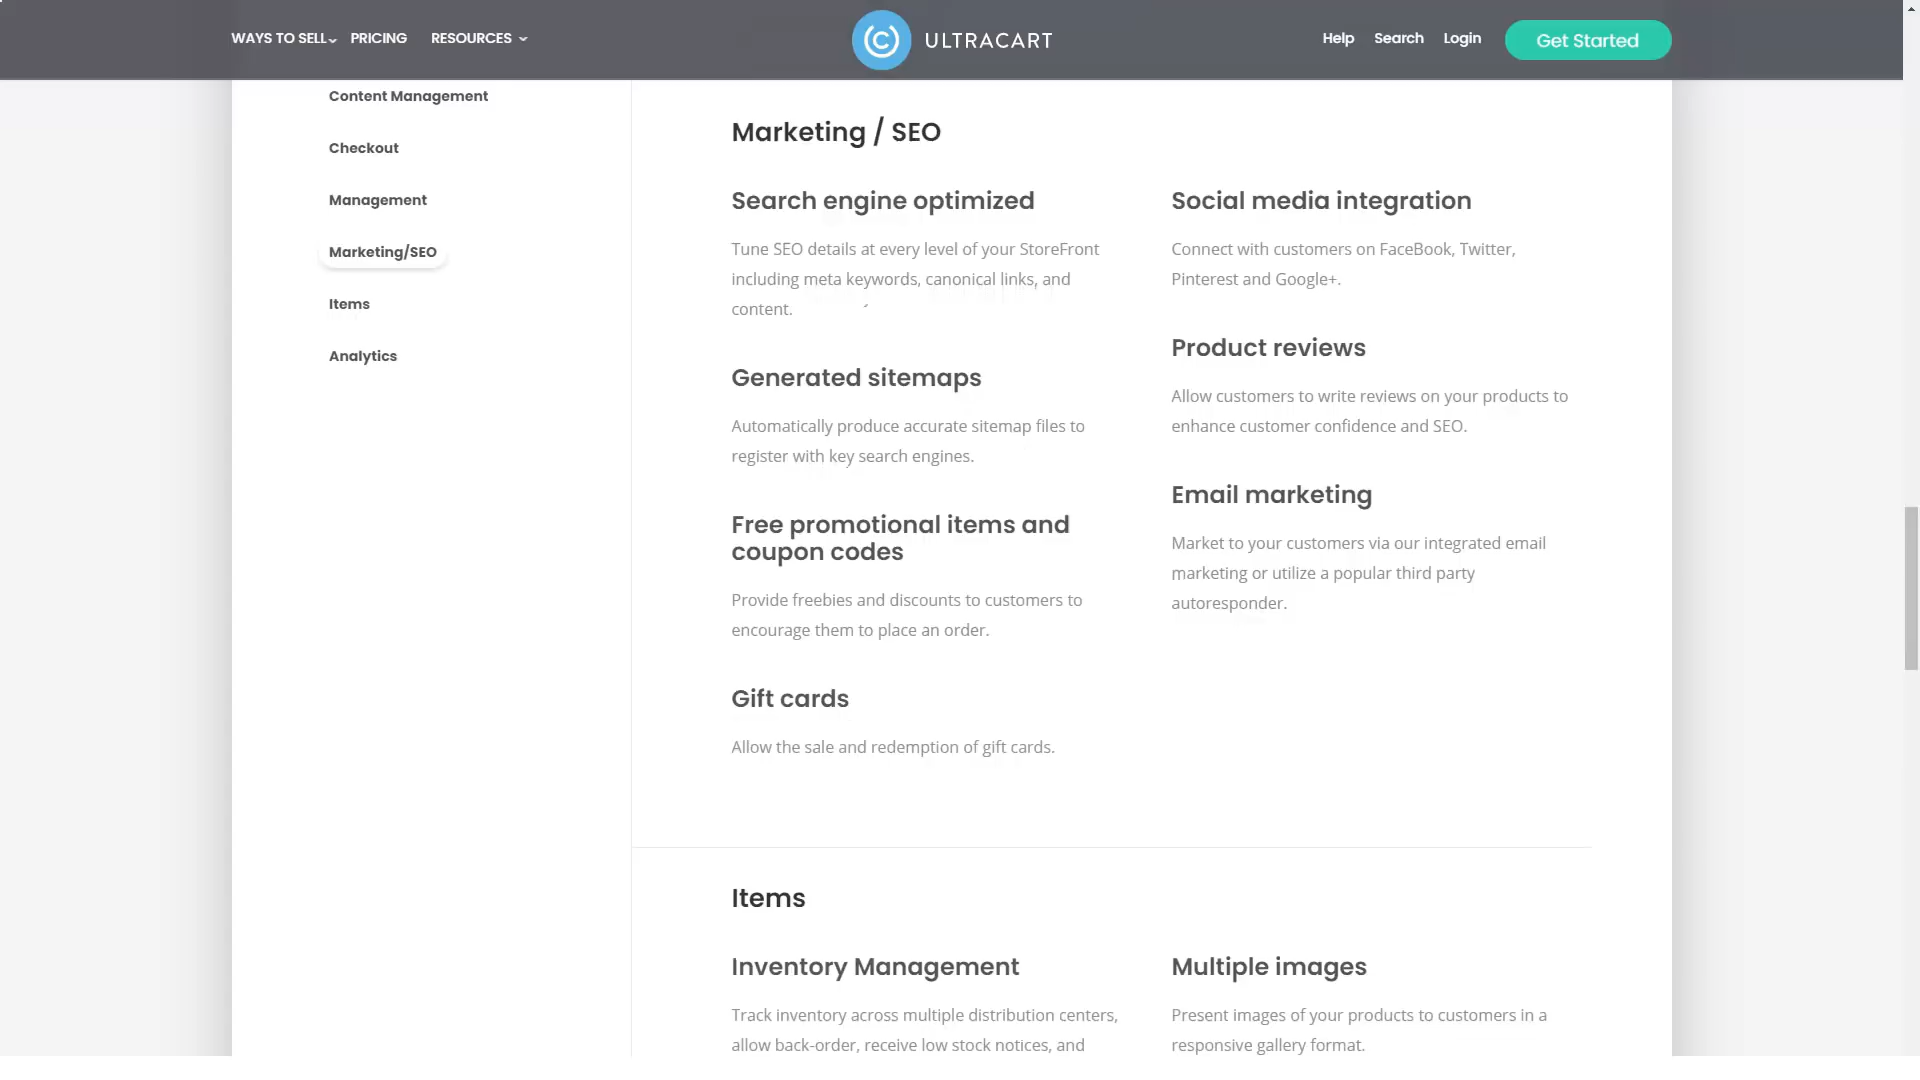 WAYS TO SELL PRICING RESOURCES
ULTRACART
Help Search Login Get Started
Content Management
Checkout
Management
Marketing/SEO
Items
Analytics
Marketing / SEO
Search engine optimized
Tune SEO details at every level of your StoreFront
including meta keywords, canonical links, and
content.
Generated sitemaps
Automatically produce accurate sitemap files to
register with key search engines.
Free promotional items and
coupon codes
Provide freebies and discounts to customers to
encourage them to place an order.
Gift cards
Allow the sale and redemption of gift cards.
Social media integration
Connect with customers on FaceBook, Twitter,
Pinterest and Google+.
Product reviews
Allow customers to write reviews on your products to
enhance customer confidence and SEO.
Email marketing
Market to your customers via our integrated email
marketing or utilize a popular third party
autoresponder.
Items
Inventory Management
Track inventory across multiple distribution centers,
allow back-order, receive low stock notices, and
Multiple images
Present images of your products to customers in a
responsive gallery format.